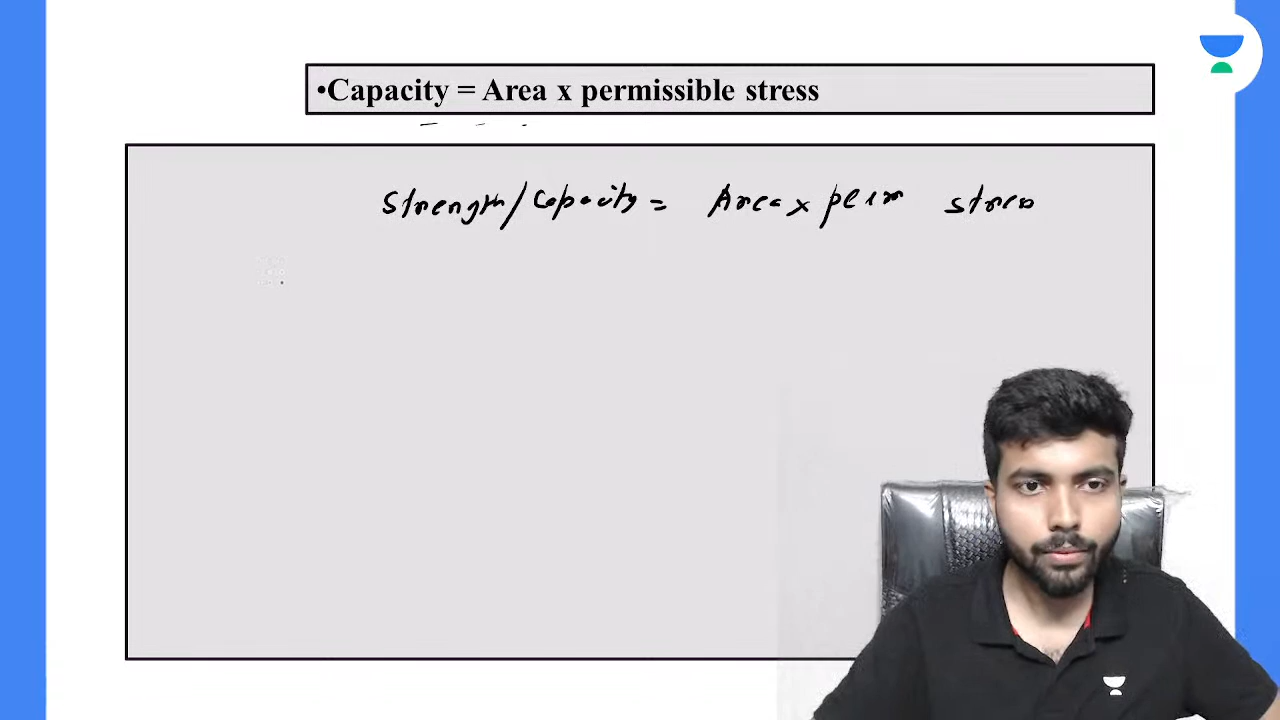 •Capacity = Area x permissible stress
Strength/Capacity = Area x perm stress